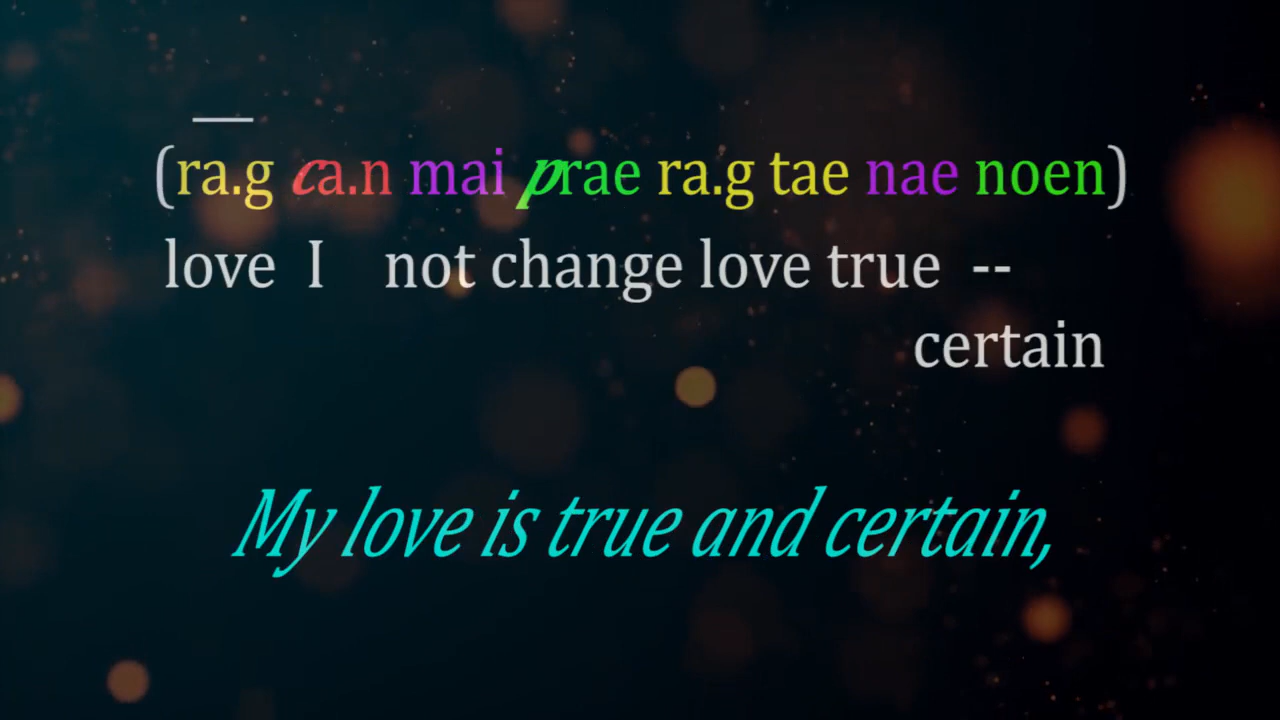 (ra.g ca.n mai prae ra.g tae nae noen)
love I not change love true --
certain
My love is true and certain,